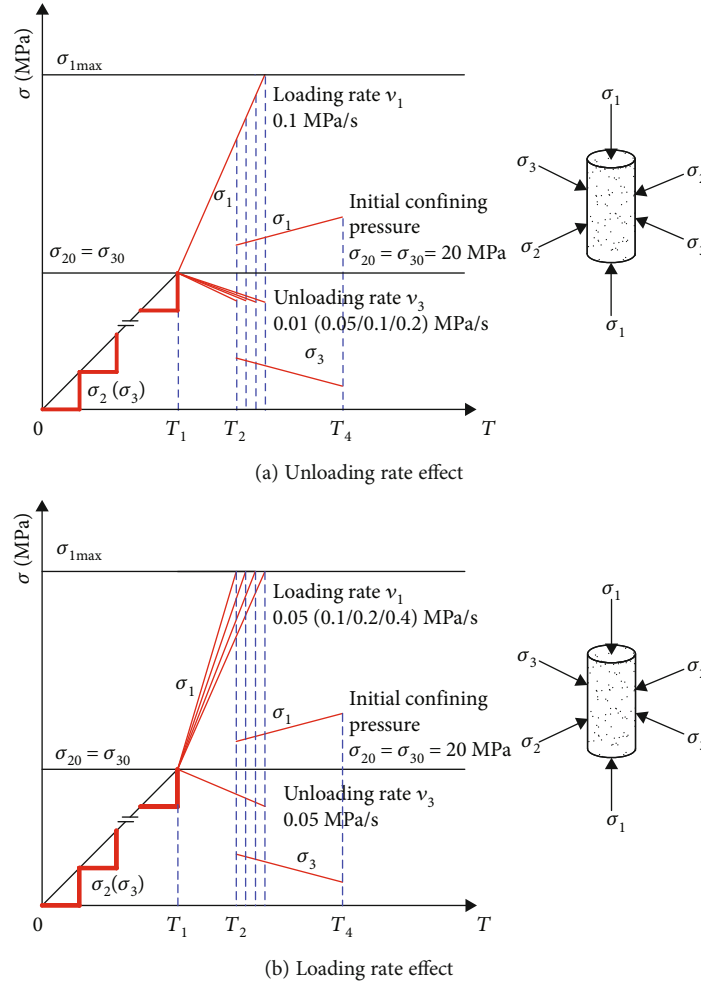 σ (MPa)
σ1max
Loading rate ν1
0.1 MPa/s
σ1
σ1
Initial confining
pressure
σ20 = σ30 = 20 MPa
σ20 = σ30
Unloading rate ν3
0.01 (0.05/0.1/0.2) MPa/s
σ3
σ2 (σ3)
0
T1
T2
T4
T
σ1
σ3
σ2
σ2
σ1
(a) Unloading rate effect
σ (MPa)
σ1max
Loading rate ν1
0.05 (0.1/0.2/0.4) MPa/s
σ1
σ1
Initial confining
pressure
σ20 = σ30 = 20 MPa
σ20 = σ30
Unloading rate ν3
0.05 MPa/s
σ3
σ2(σ3)
0
T1
T2
T4
T
σ1
σ3
σ2
σ1
(b) Loading rate effect